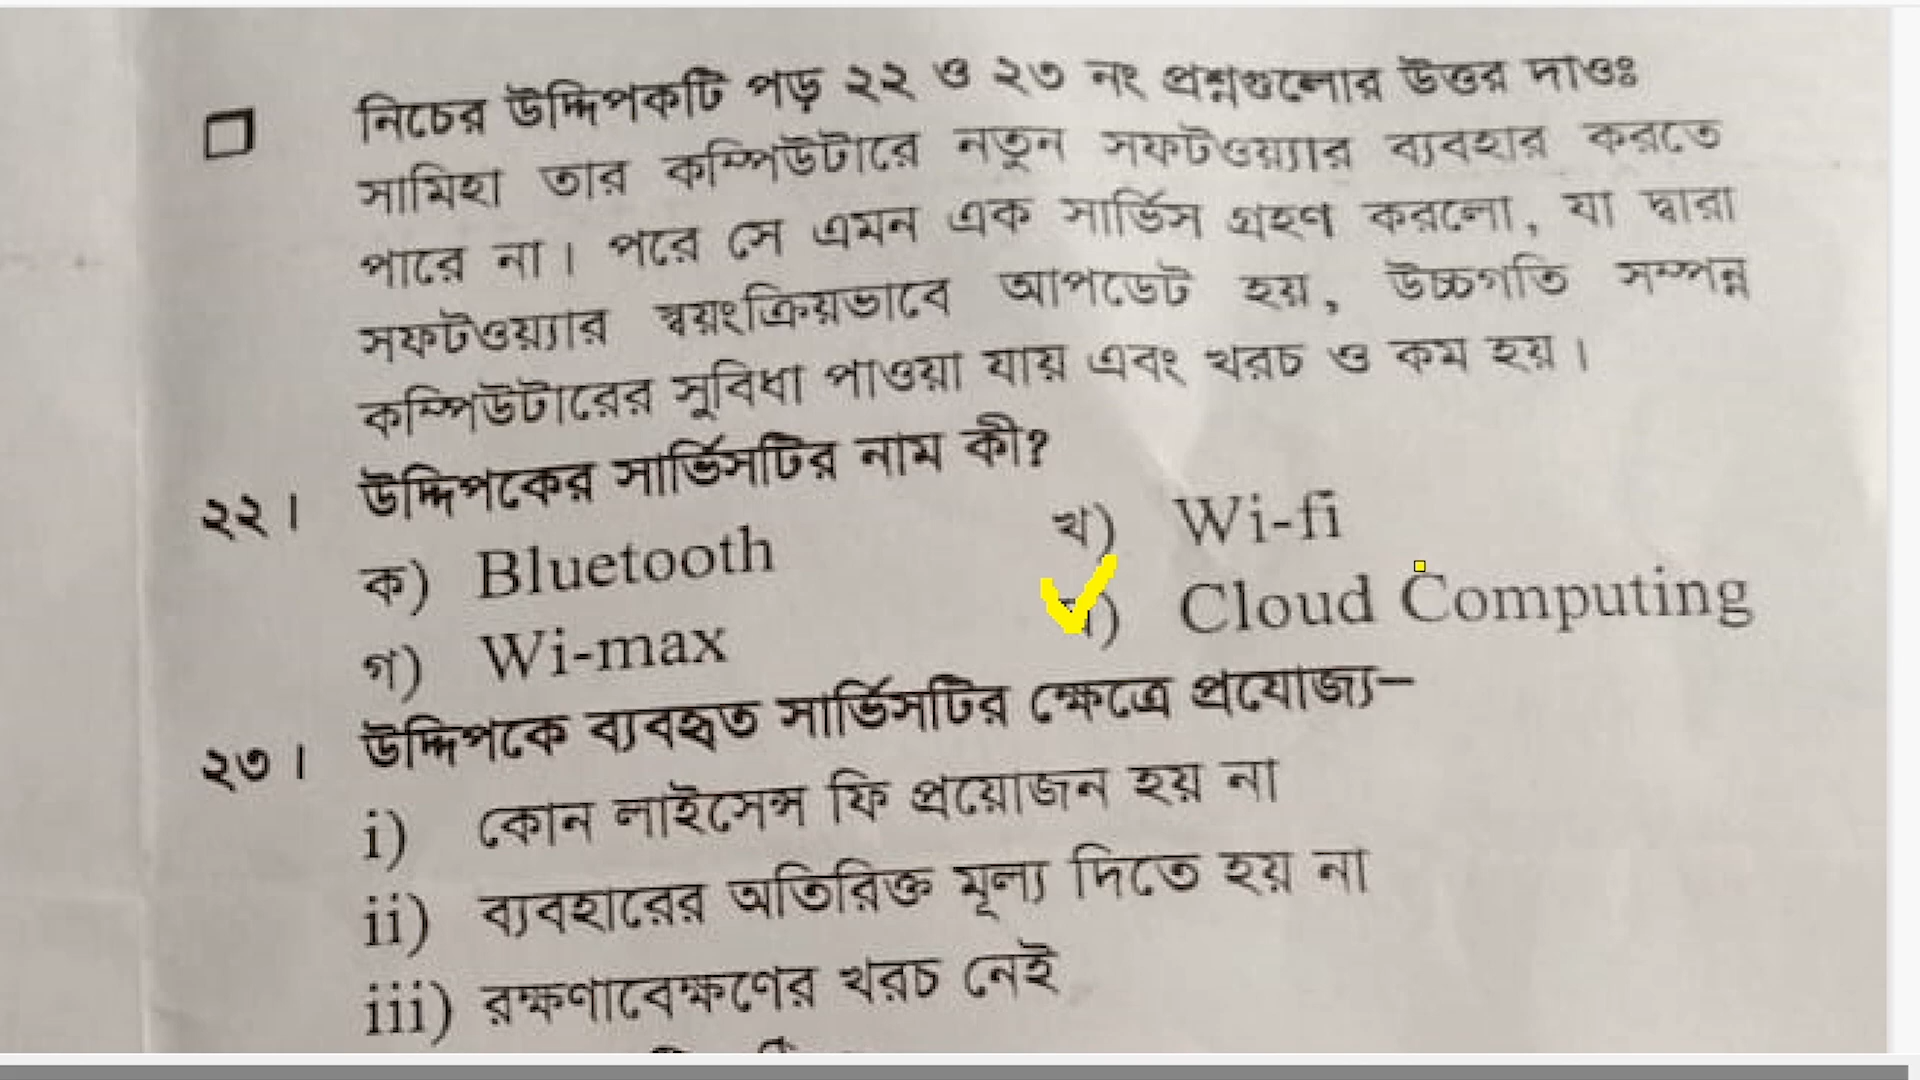 নিচের উদ্দিপকটি পড় ২২ ও ২৩ নং প্রশ্নগুলোর উত্তর দাওঃ
সামিহা তার কম্পিউটারে নতুন সফটওয়্যার ব্যবহার করতে
পারে না। পরে সে এমন এক সার্ভিস গ্রহণ করলো, যা দ্বারা
সফটওয়্যার স্বয়ংক্রিয়ভাবে আপডেট হয়, উচ্চগতি সম্পন্ন
কম্পিউটারের সুবিধা পাওয়া যায় এবং খরচ ও কম হয়।
২২। উদ্দিপকের সার্ভিসটির নাম কী?
ক) Bluetooth খ) Wi-fi
গ) Wi-max ) Cloud Computing
২৩। উদ্দিপকে ব্যবহৃত সার্ভিসটির ক্ষেত্রে প্রযোজ্য–
i) কোন লাইসেন্স ফি প্রয়োজন হয় না
ii) ব্যবহারের অতিরিক্ত মূল্য দিতে হয় না
iii) রক্ষণাবেক্ষণের খরচ নেই